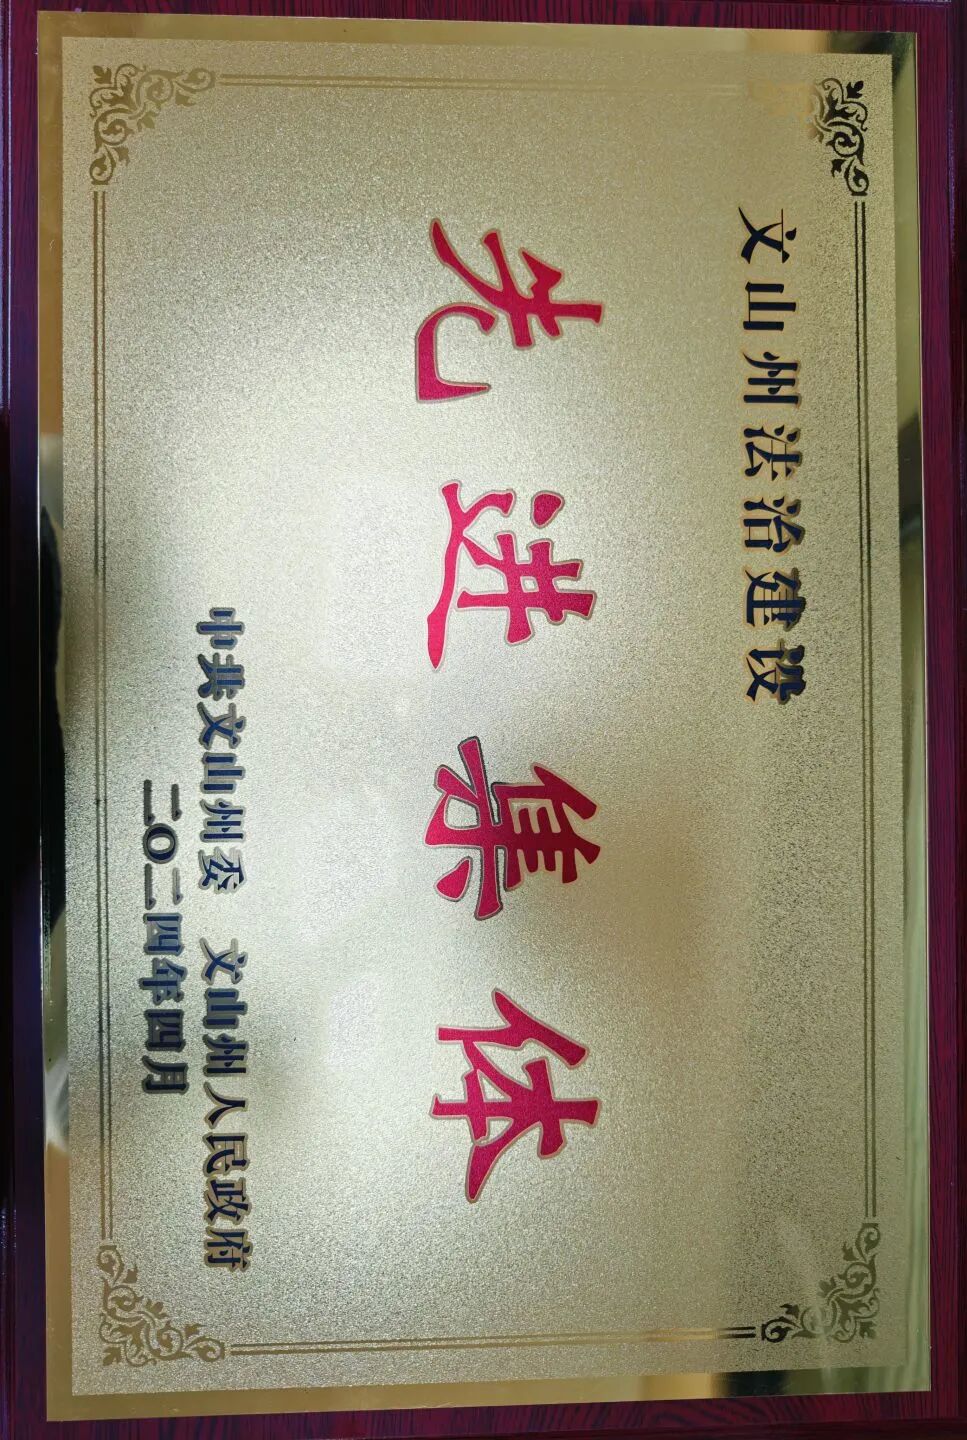 文山州法治建设
先进集体
中共文山州委 文山州人民政府
二〇二四年四月